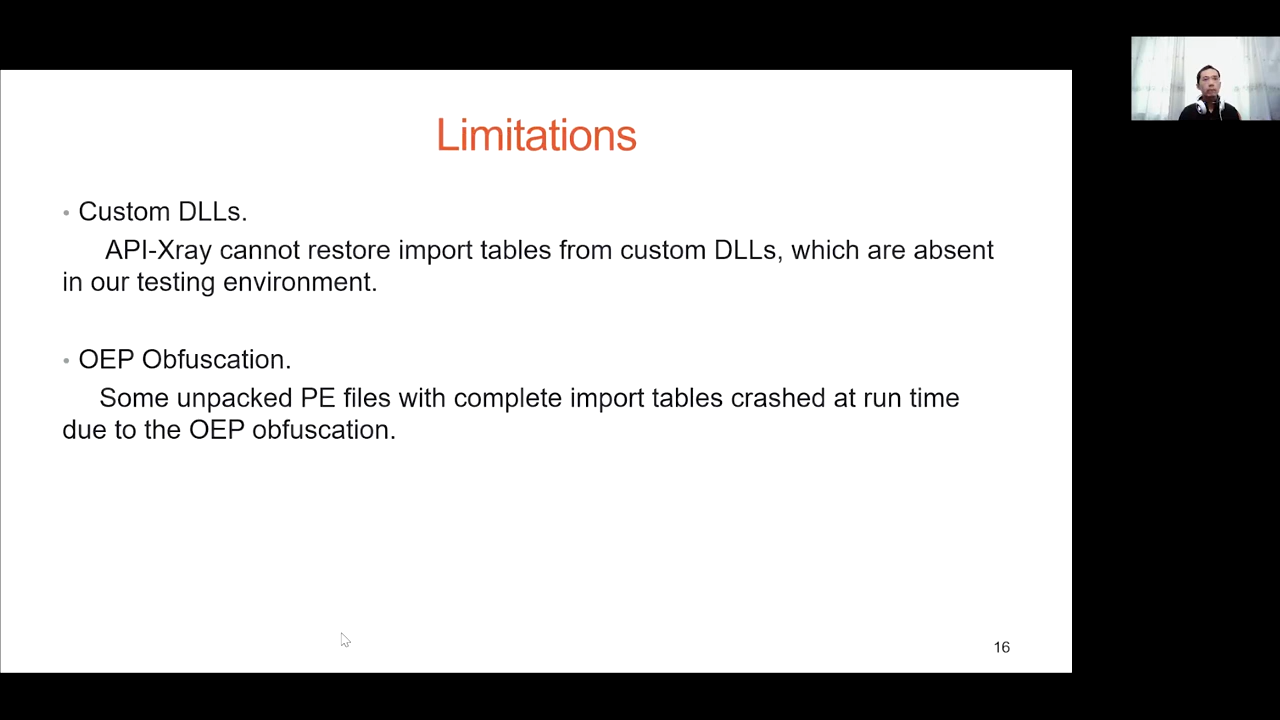 Limitations
• Custom DLLs.
API-Xray cannot restore import tables from custom DLLs, which are absent
in our testing environment.
• OEP Obfuscation.
Some unpacked PE files with complete import tables crashed at run time
due to the OEP obfuscation.
16